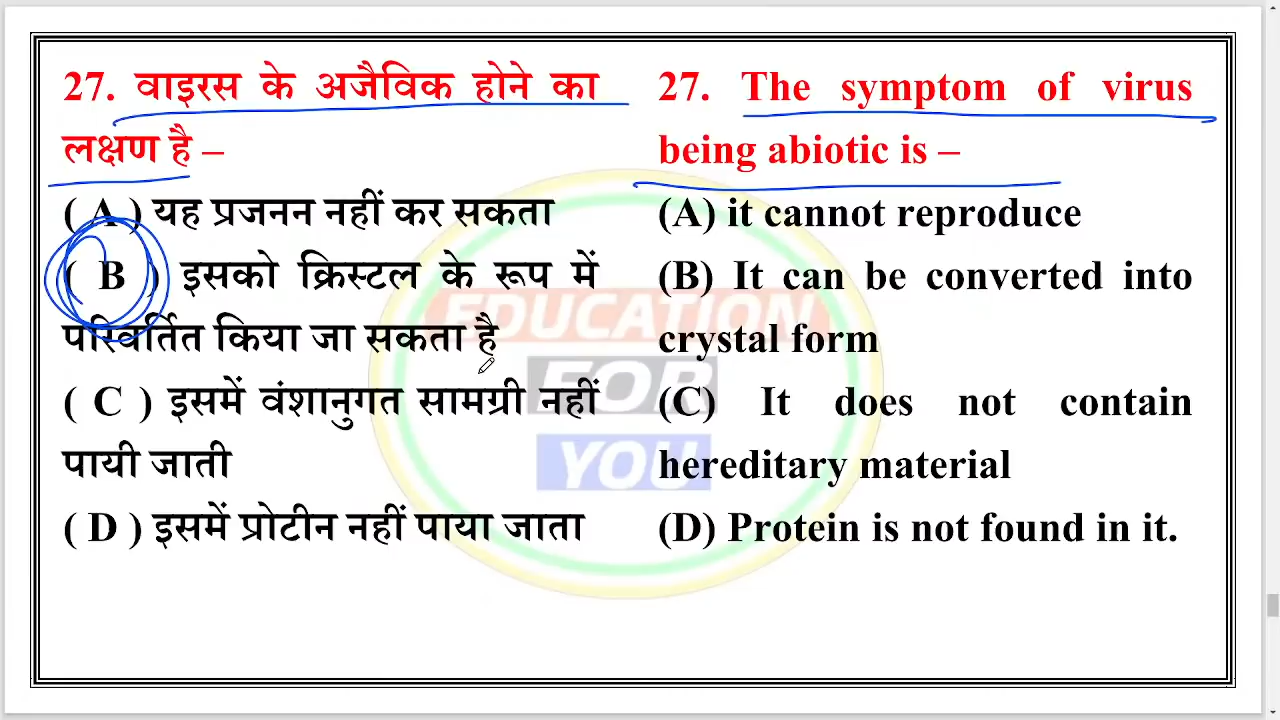 27. वाइरस के अजैविक होने का
लक्षण है –
( A ) यह प्रजनन नहीं कर सकता
( B ) इसको क्रिस्टल के रूप में
परिवर्तित किया जा सकता है
( C ) इसमें वंशानुगत सामग्री नहीं
पायी जाती
( D ) इसमें प्रोटीन नहीं पाया जाता
27. The symptom of virus
being abiotic is –
(A) it cannot reproduce
(B) It can be converted into
crystal form
(C) It does not contain
hereditary material
(D) Protein is not found in it.
EDUCATION
FOR
YOU